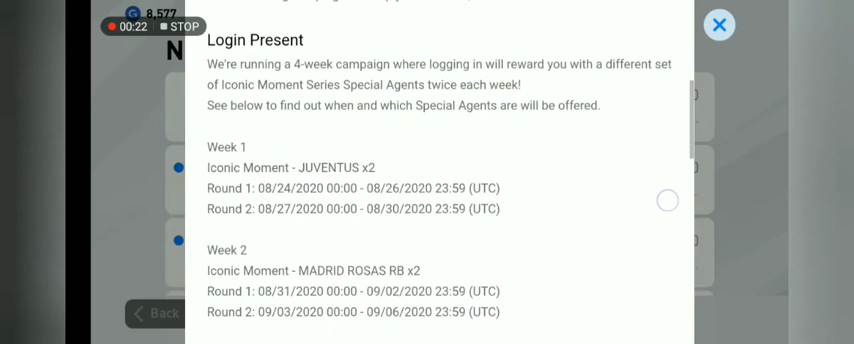 8,577
00:22 STOP
N
Login Present
We're running a 4-week campaign where logging in will reward you with a different set
of Iconic Moment Series Special Agents twice each week!
See below to find out when and which Special Agents are will be offered.
Week 1
Iconic Moment - JUVENTUS x2
Round 1: 08/24/2020 00:00 - 08/26/2020 23:59 (UTC)
Round 2: 08/27/2020 00:00 - 08/30/2020 23:59 (UTC)
Week 2
Iconic Moment - MADRID ROSAS RB x2
Round 1: 08/31/2020 00:00 - 09/02/2020 23:59 (UTC)
Round 2: 09/03/2020 00:00 - 09/06/2020 23:59 (UTC)
Back